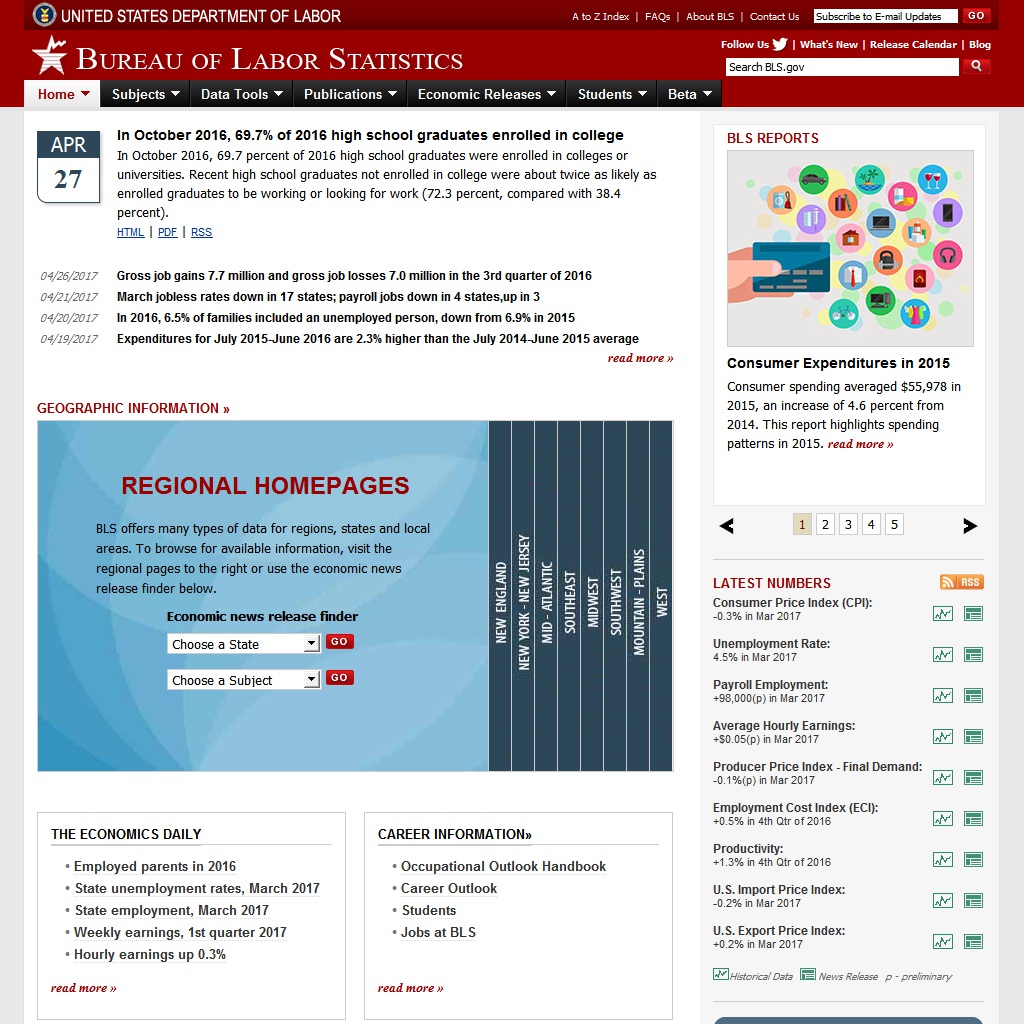 UNITED STATES DEPARTMENT OF LABOR
A to Z Index | FAQs | About BLS | Contact Us
Subscribe to E-mail Updates
GO
Follow Us | What's New | Release Calendar | Blog
BUREAU OF LABOR STATISTICS
Search BLS.gov
Home Subjects Data Tools Publications Economic Releases Students Beta
APR
27
In October 2016, 69.7% of 2016 high school graduates enrolled in college
In October 2016, 69.7 percent of 2016 high school graduates were enrolled in colleges or
universities. Recent high school graduates not enrolled in college were about twice as likely as
enrolled graduates to be working or looking for work (72.3 percent, compared with 38.4
percent).
HTML | PDF | RSS
04/26/2017 Gross job gains 7.7 million and gross job losses 7.0 million in the 3rd quarter of 2016
04/21/2017 March jobless rates down in 17 states; payroll jobs down in 4 states,up in 3
04/20/2017 In 2016, 6.5% of families included an unemployed person, down from 6.9% in 2015
04/19/2017 Expenditures for July 2015-June 2016 are 2.3% higher than the July 2014-June 2015 average
read more »
GEOGRAPHIC INFORMATION »
REGIONAL HOMEPAGES
BLS offers many types of data for regions, states and local
areas. To browse for available information, visit the
regional pages to the right or use the economic news
release finder below.
Economic news release finder
Choose a State
GO
Choose a Subject
GO
NEW ENGLAND
NEW YORK - NEW JERSEY
MID - ATLANTIC
SOUTHEAST
MIDWEST
SOUTHWEST
MOUNTAIN - PLAINS
WEST
THE ECONOMICS DAILY
• Employed parents in 2016
• State unemployment rates, March 2017
• State employment, March 2017
• Weekly earnings, 1st quarter 2017
• Hourly earnings up 0.3%
read more »
CAREER INFORMATION»
• Occupational Outlook Handbook
• Career Outlook
• Students
• Jobs at BLS
read more »
BLS REPORTS
Consumer Expenditures in 2015
Consumer spending averaged $55,978 in
2015, an increase of 4.6 percent from
2014. This report highlights spending
patterns in 2015. read more »
1 2 3 4 5
LATEST NUMBERS
RSS
Consumer Price Index (CPI):
-0.3% in Mar 2017
Unemployment Rate:
4.5% in Mar 2017
Payroll Employment:
+98,000(p) in Mar 2017
Average Hourly Earnings:
+$0.05(p) in Mar 2017
Producer Price Index - Final Demand:
-0.1%(p) in Mar 2017
Employment Cost Index (ECI):
+0.5% in 4th Qtr of 2016
Productivity:
+1.3% in 4th Qtr of 2016
U.S. Import Price Index:
-0.2% in Mar 2017
U.S. Export Price Index:
+0.2% in Mar 2017
Historical Data News Release p - preliminary